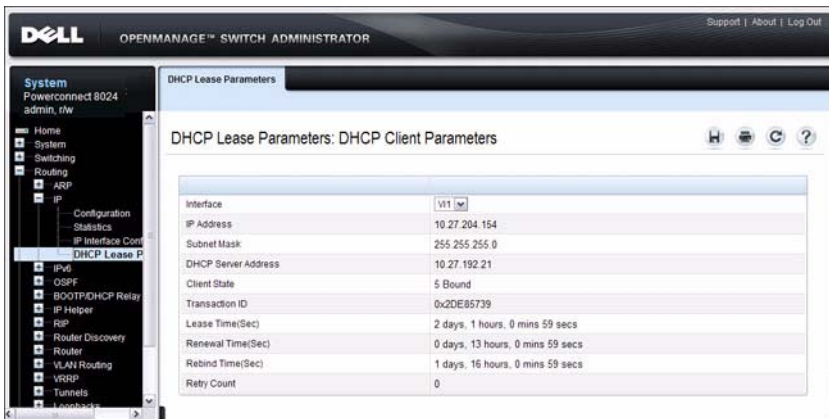 Support | About | Log Out
DELL OPENMANAGE™ SWITCH ADMINISTRATOR
System
Powerconnect 8024
admin, r/w
DHCP Lease Parameters
Home
System
Switching
Routing
ARP
IP
Configuration
Statistics
IP Interface Conf
DHCP Lease P
IPv6
OSPF
BOOTP/DHCP Relay
IP Helper
RIP
Router Discovery
Router
VLAN Routing
VRRP
Tunnels
Loopbacks
DHCP Lease Parameters: DHCP Client Parameters
Interface Vl1
IP Address 10.27.204.154
Subnet Mask 255.255.255.0
DHCP Server Address 10.27.192.21
Client State 5 Bound
Transaction ID 0x2DE85739
Lease Time(Sec) 2 days, 1 hours, 0 mins 59 secs
Renewal Time(Sec) 0 days, 13 hours, 0 mins 59 secs
Rebind Time(Sec) 1 days, 16 hours, 0 mins 59 secs
Retry Count 0